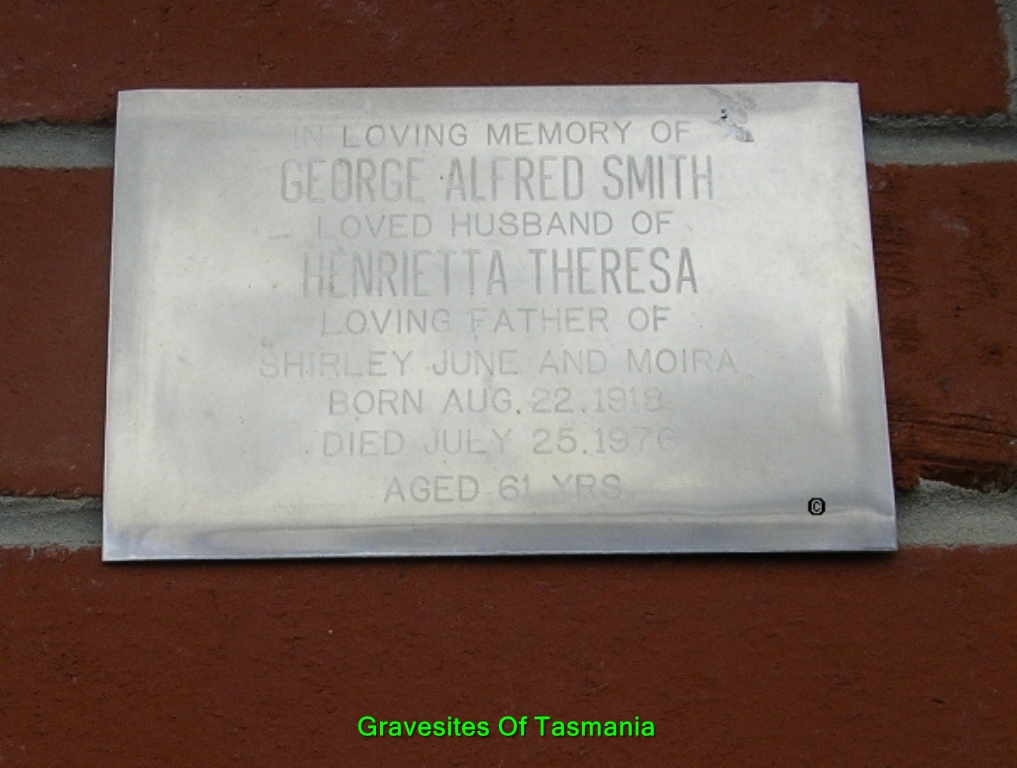 IN LOVING MEMORY OF
GEORGE ALFRED SMITH
LOVED HUSBAND OF
HENRIETTA THERESA
LOVING FATHER OF
SHIRLEY JUNE AND MOIRA
BORN AUG. 22. 1918
DIED JULY 25. 1976
AGED 61 YRS.
©
Gravesites Of Tasmania